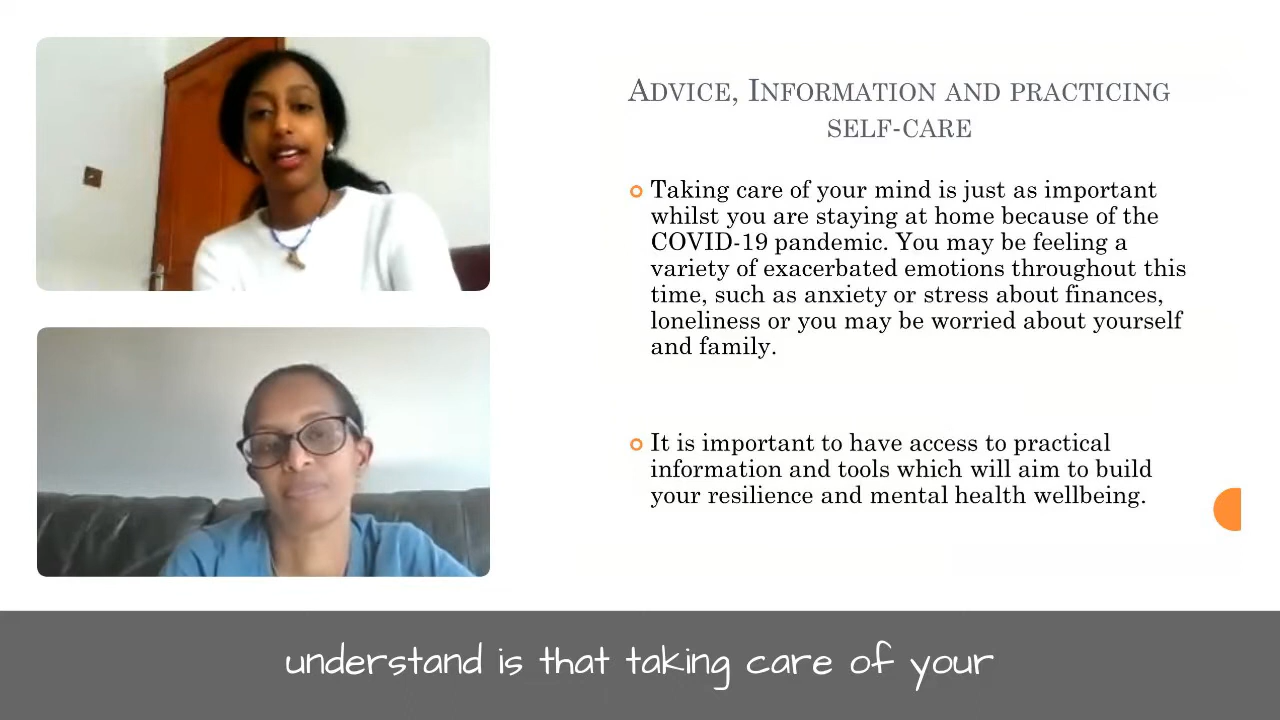 Advice, Information and practicing
self-care
Taking care of your mind is just as important
whilst you are staying at home because of the
COVID-19 pandemic. You may be feeling a
variety of exacerbated emotions throughout this
time, such as anxiety or stress about finances,
loneliness or you may be worried about yourself
and family.
It is important to have access to practical
information and tools which will aim to build
your resilience and mental health wellbeing.
understand is that taking care of your